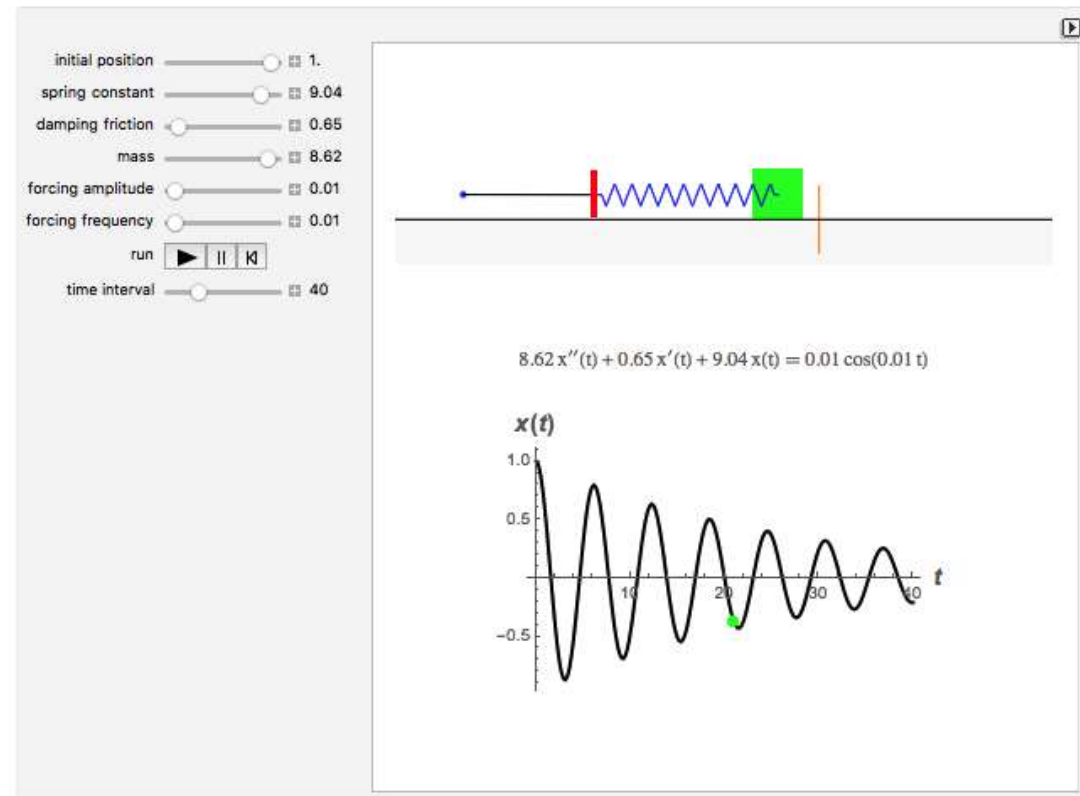 initial position 1.
spring constant 9.04
damping friction 0.65
mass 8.62
forcing amplitude 0.01
forcing frequency 0.01
run
time interval 40
8.62 x′′(t) + 0.65 x′(t) + 9.04 x(t) = 0.01 cos(0.01 t)
x(t)
1.0
0.5
-0.5
10 20 30 40
t